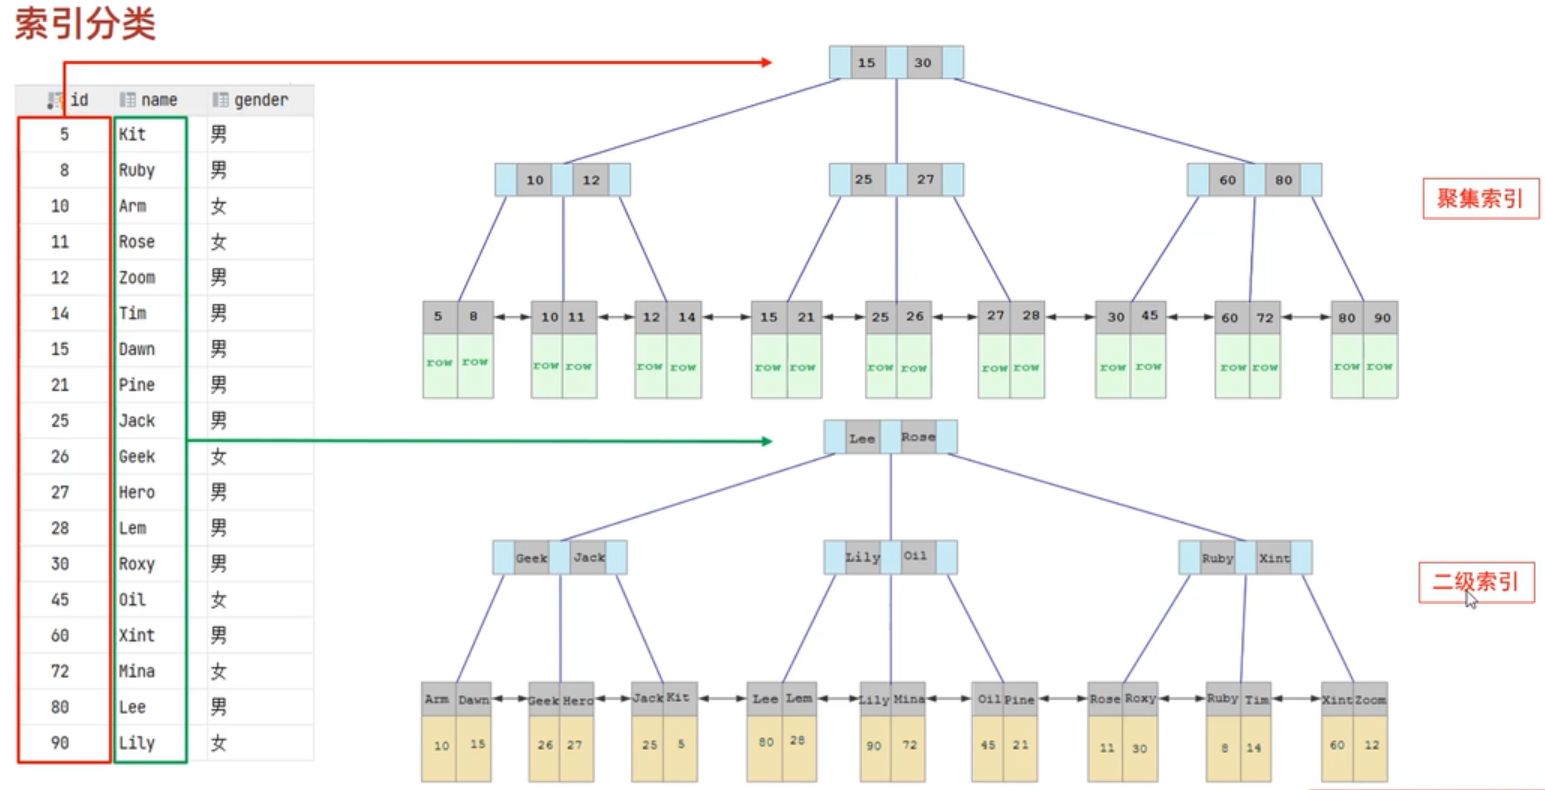 索引分类
id name gender
5 Kit 男
8 Ruby 男
10 Arm 女
11 Rose 女
12 Zoom 男
14 Tim 男
15 Dawn 男
21 Pine 男
25 Jack 男
26 Geek 女
27 Hero 男
28 Lem 男
30 Roxy 男
45 Oil 女
60 Xint 男
72 Mina 女
80 Lee 男
90 Lily 女
15 30
10 12 25 27 60 80
聚集索引
5 8 10 11 12 14 15 21 25 26 27 28 30 45 60 72 80 90
row row row row row row row row row row row row row row row row row row
Lee Rose
Geek Jack Lily Oil Ruby Xint
二级索引
Arm Dawn Geek Hero Jack Kit Lee Lem Lily Mina Oil Pine Rose Roxy Ruby Tim Xint Zoom
10 15 26 27 25 5 80 28 90 72 45 21 11 30 8 14 60 12